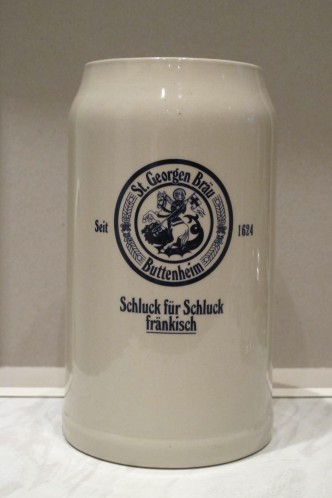 St. Georgen Bräu
Seit
1624
Buttenheim
Schluck für Schluck
fränkisch